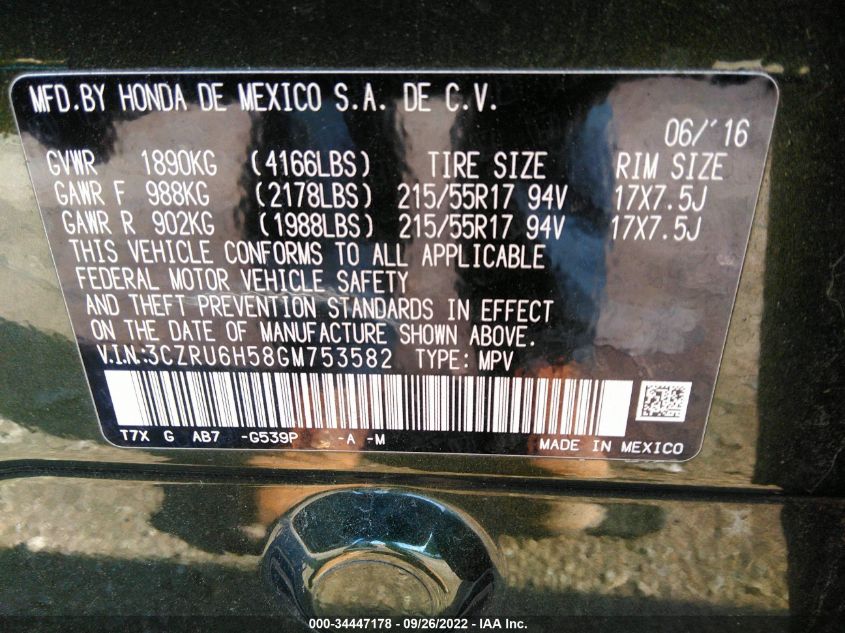 MFD.BY HONDA DE MEXICO S.A. DE C.V.
06/'16
GVWR 1890KG (4166LBS) TIRE SIZE RIM SIZE
GAWR F 988KG (2178LBS) 215/55R17 94V 17X7.5J
GAWR R 902KG (1988LBS) 215/55R17 94V 17X7.5J
THIS VEHICLE CONFORMS TO ALL APPLICABLE
FEDERAL MOTOR VEHICLE SAFETY
AND THEFT PREVENTION STANDARDS IN EFFECT
ON THE DATE OF MANUFACTURE SHOWN ABOVE.
V.I.N.:3CZRU6H58GM753582 TYPE: MPV
T7X G AB7 -G539P -A -M MADE IN MEXICO
000-34447178 - 09/26/2022 - IAA Inc.